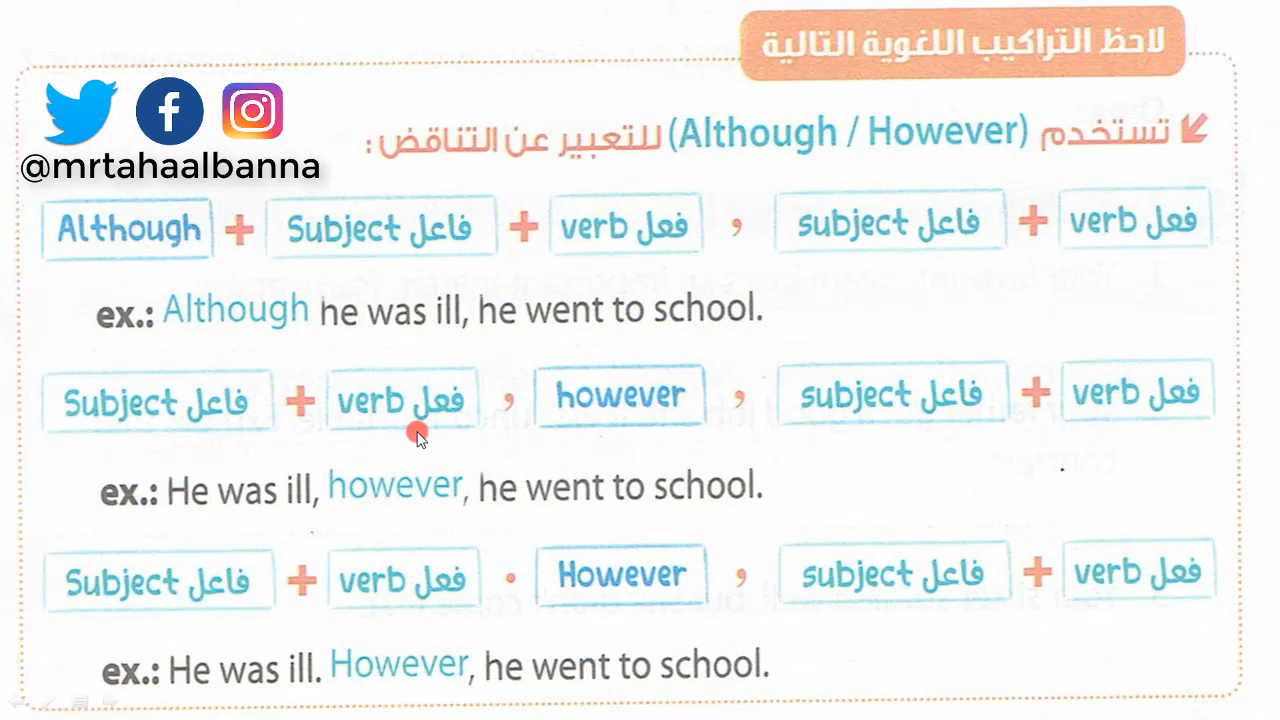 لاحظ التراكيب اللغوية التالية
@mrtahaalbanna
تستخدم (Although / However) للتعبير عن التناقض :
Although + Subject فاعل + verb فعل , subject فاعل + verb فعل
ex.: Although he was ill, he went to school.
Subject فاعل + verb فعل , however , subject فاعل + verb فعل
ex.: He was ill, however, he went to school.
Subject فاعل + verb فعل . However , subject فاعل + verb فعل
ex.: He was ill. However, he went to school.